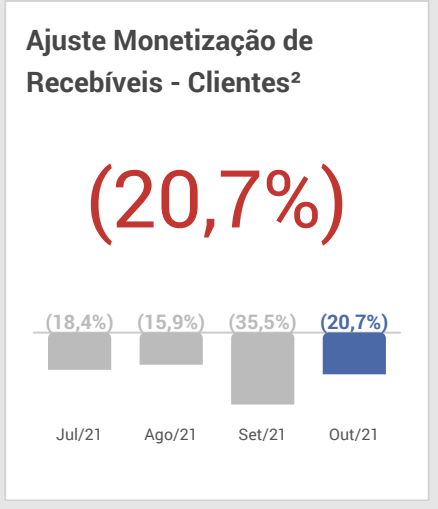 Ajuste Monetização de
Recebíveis - Clientes²
(20,7%)
(18,4%) (15,9%) (35,5%) (20,7%)
Jul/21 Ago/21 Set/21 Out/21